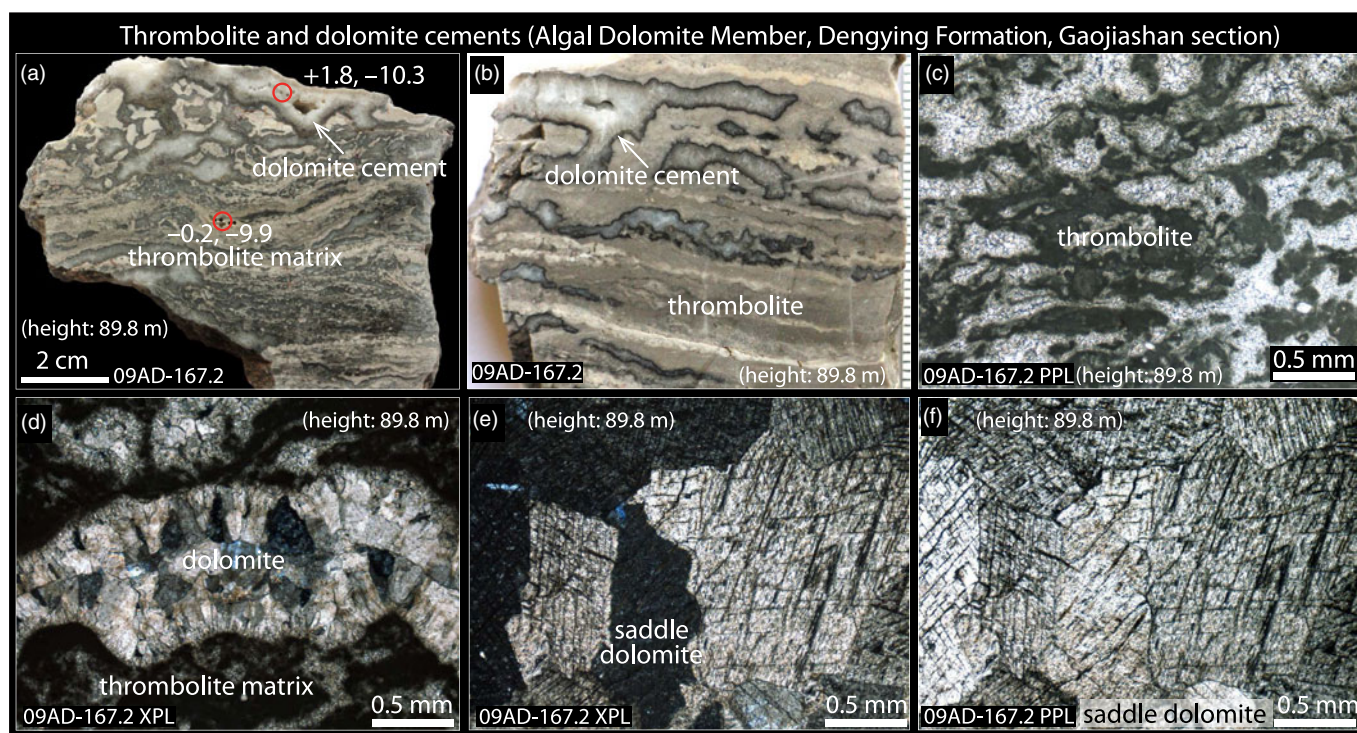 Thrombolite and dolomite cements (Algal Dolomite Member, Dengying Formation, Gaojiashan section)
(a)
+1.8, –10.3
dolomite cement
–0.2, –9.9
thrombolite matrix
(height: 89.8 m)
2 cm
09AD-167.2
(b)
dolomite cement
thrombolite
09AD-167.2
(height: 89.8 m)
(c)
thrombolite
0.5 mm
09AD-167.2 PPL (height: 89.8 m)
(d)
(height: 89.8 m)
dolomite
thrombolite matrix
0.5 mm
09AD-167.2 XPL
(e)
(height: 89.8 m)
saddle
dolomite
0.5 mm
09AD-167.2 XPL
(f)
(height: 89.8 m)
0.5 mm
09AD-167.2 PPL
saddle dolomite